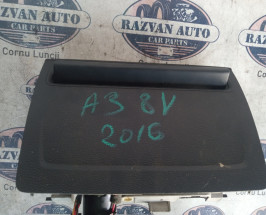 RAZVAN AUTO
CAR PARTS
Cornu Luncii
A3 8V
2016